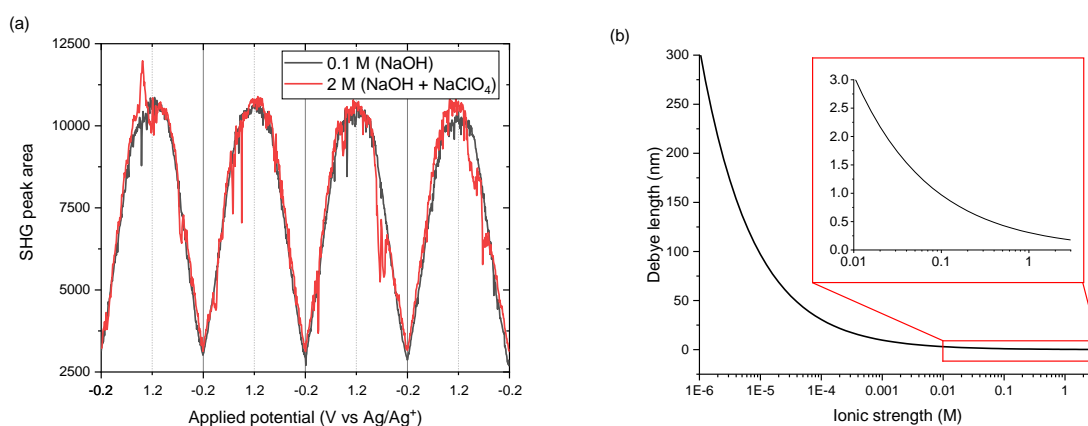 (a)
12500
10000
7500
5000
2500
SHG peak area
0.1 M (NaOH)
2 M (NaOH + NaClO₄)
-0.2 1.2 -0.2 1.2 -0.2 1.2 -0.2 1.2 -0.2
Applied potential (V vs Ag/Ag⁺)
(b)
300
250
200
150
100
50
0
Debye length (nm)
3.0
2.5
2.0
1.5
1.0
0.5
0.0
0.01 0.1 1
1E-6 1E-5 1E-4 0.001 0.01 0.1 1
Ionic strength (M)